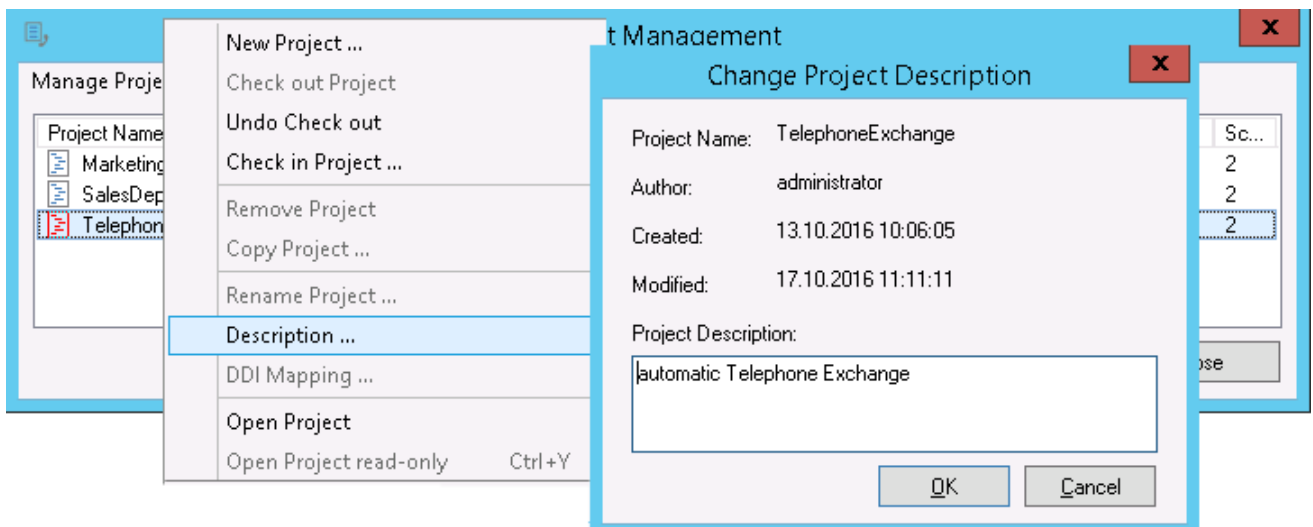 t Management
Manage Proje
Project Name
Sc...
Marketing
2
SalesDep
2
Telephon
2
ose
New Project ...
Check out Project
Undo Check out
Check in Project ...
Remove Project
Copy Project ...
Rename Project ...
Description ...
DDI Mapping ...
Open Project
Open Project read-only Ctrl+Y
Change Project Description
x
x
Project Name: TelephoneExchange
Author: administrator
Created: 13.10.2016 10:06:05
Modified: 17.10.2016 11:11:11
Project Description:
automatic Telephone Exchange
OK Cancel